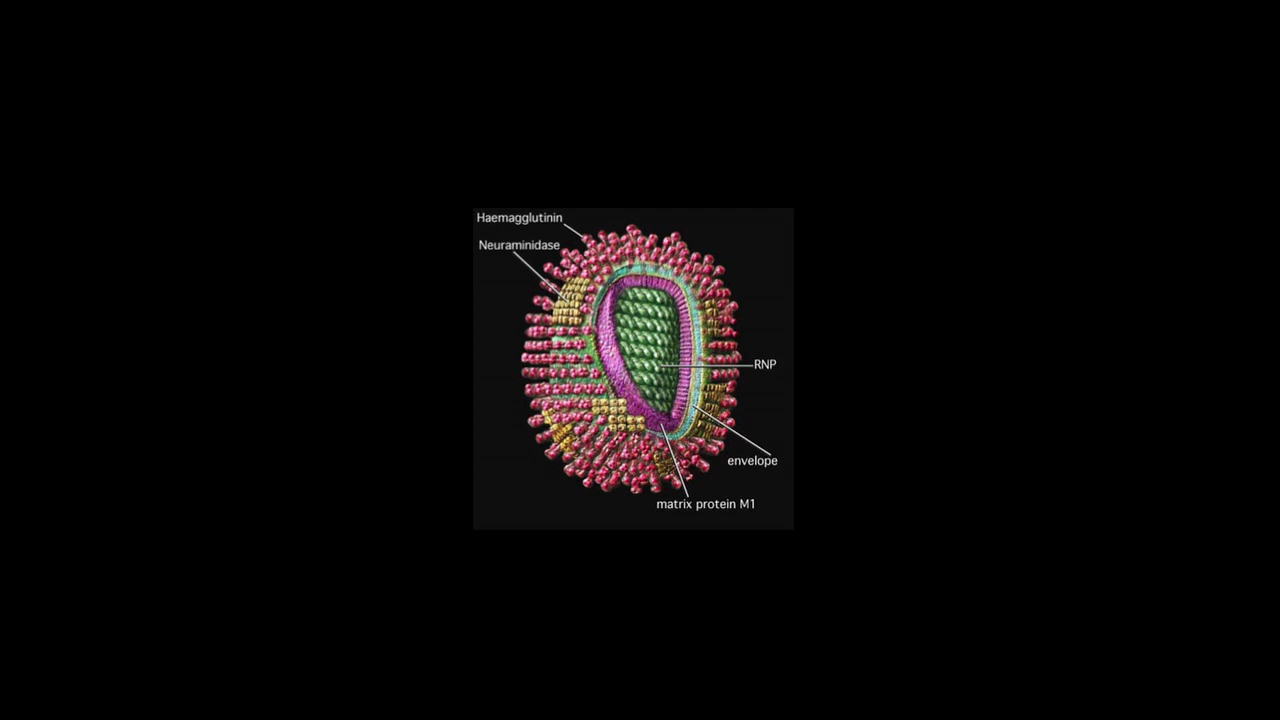 Haemagglutinin
Neuraminidase
RNP
envelope
matrix protein M1